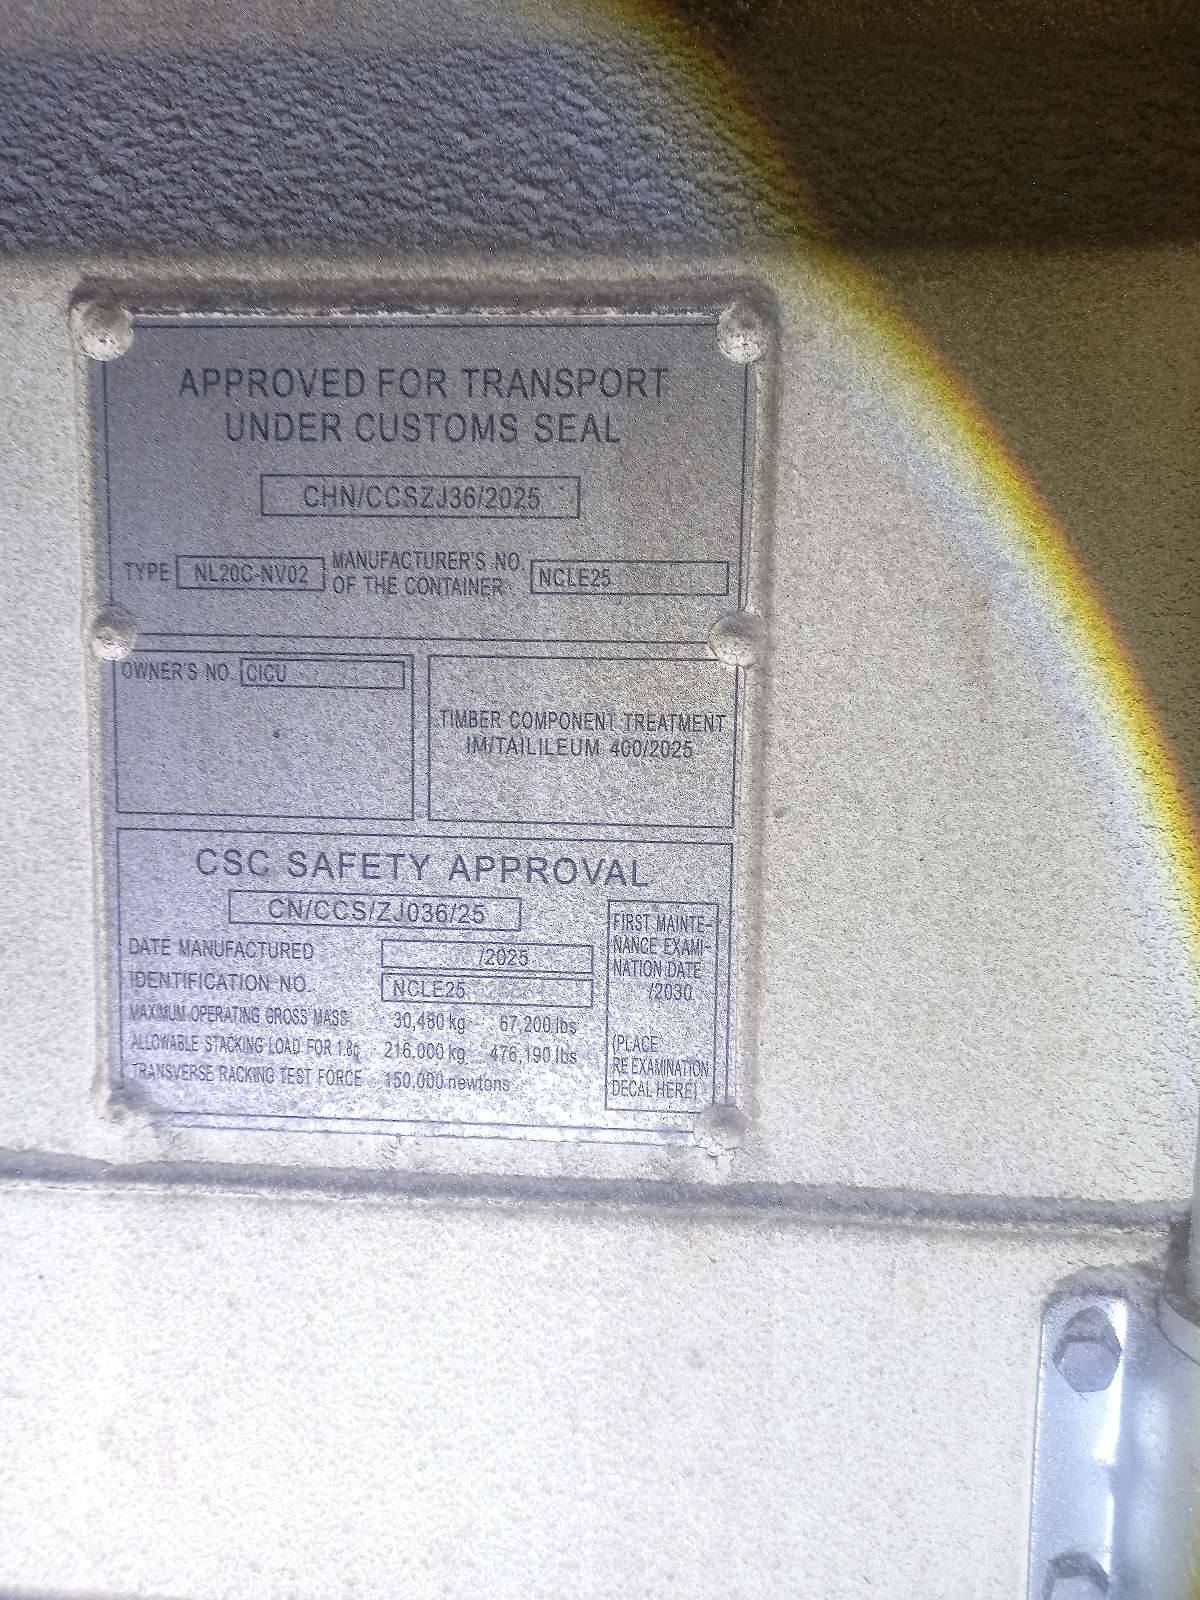 APPROVED FOR TRANSPORT
UNDER CUSTOMS SEAL
CHN/CCSZJ36/2025
TYPE NL20C-NV02 MANUFACTURER'S NO. OF THE CONTAINER NCLE25
OWNER'S NO. CICU
TIMBER COMPONENT TREATMENT
IM/TAILILEUM 400/2025
CSC SAFETY APPROVAL
CN/CCS/ZJ036/25
DATE MANUFACTURED /2025
IDENTIFICATION NO. NCLE25
MAXIMUM OPERATING GROSS MASS 30,480 kg 67,200 lbs
ALLOWABLE STACKING LOAD FOR 1.8g 216.000 kg 476,190 lbs
TRANSVERSE RACKING TEST FORCE 150,000 newtons
FIRST MAINTE-
NANCE EXAMI-
NATION DATE
/2030
(PLACE
RE EXAMINATION
DECAL HERE)